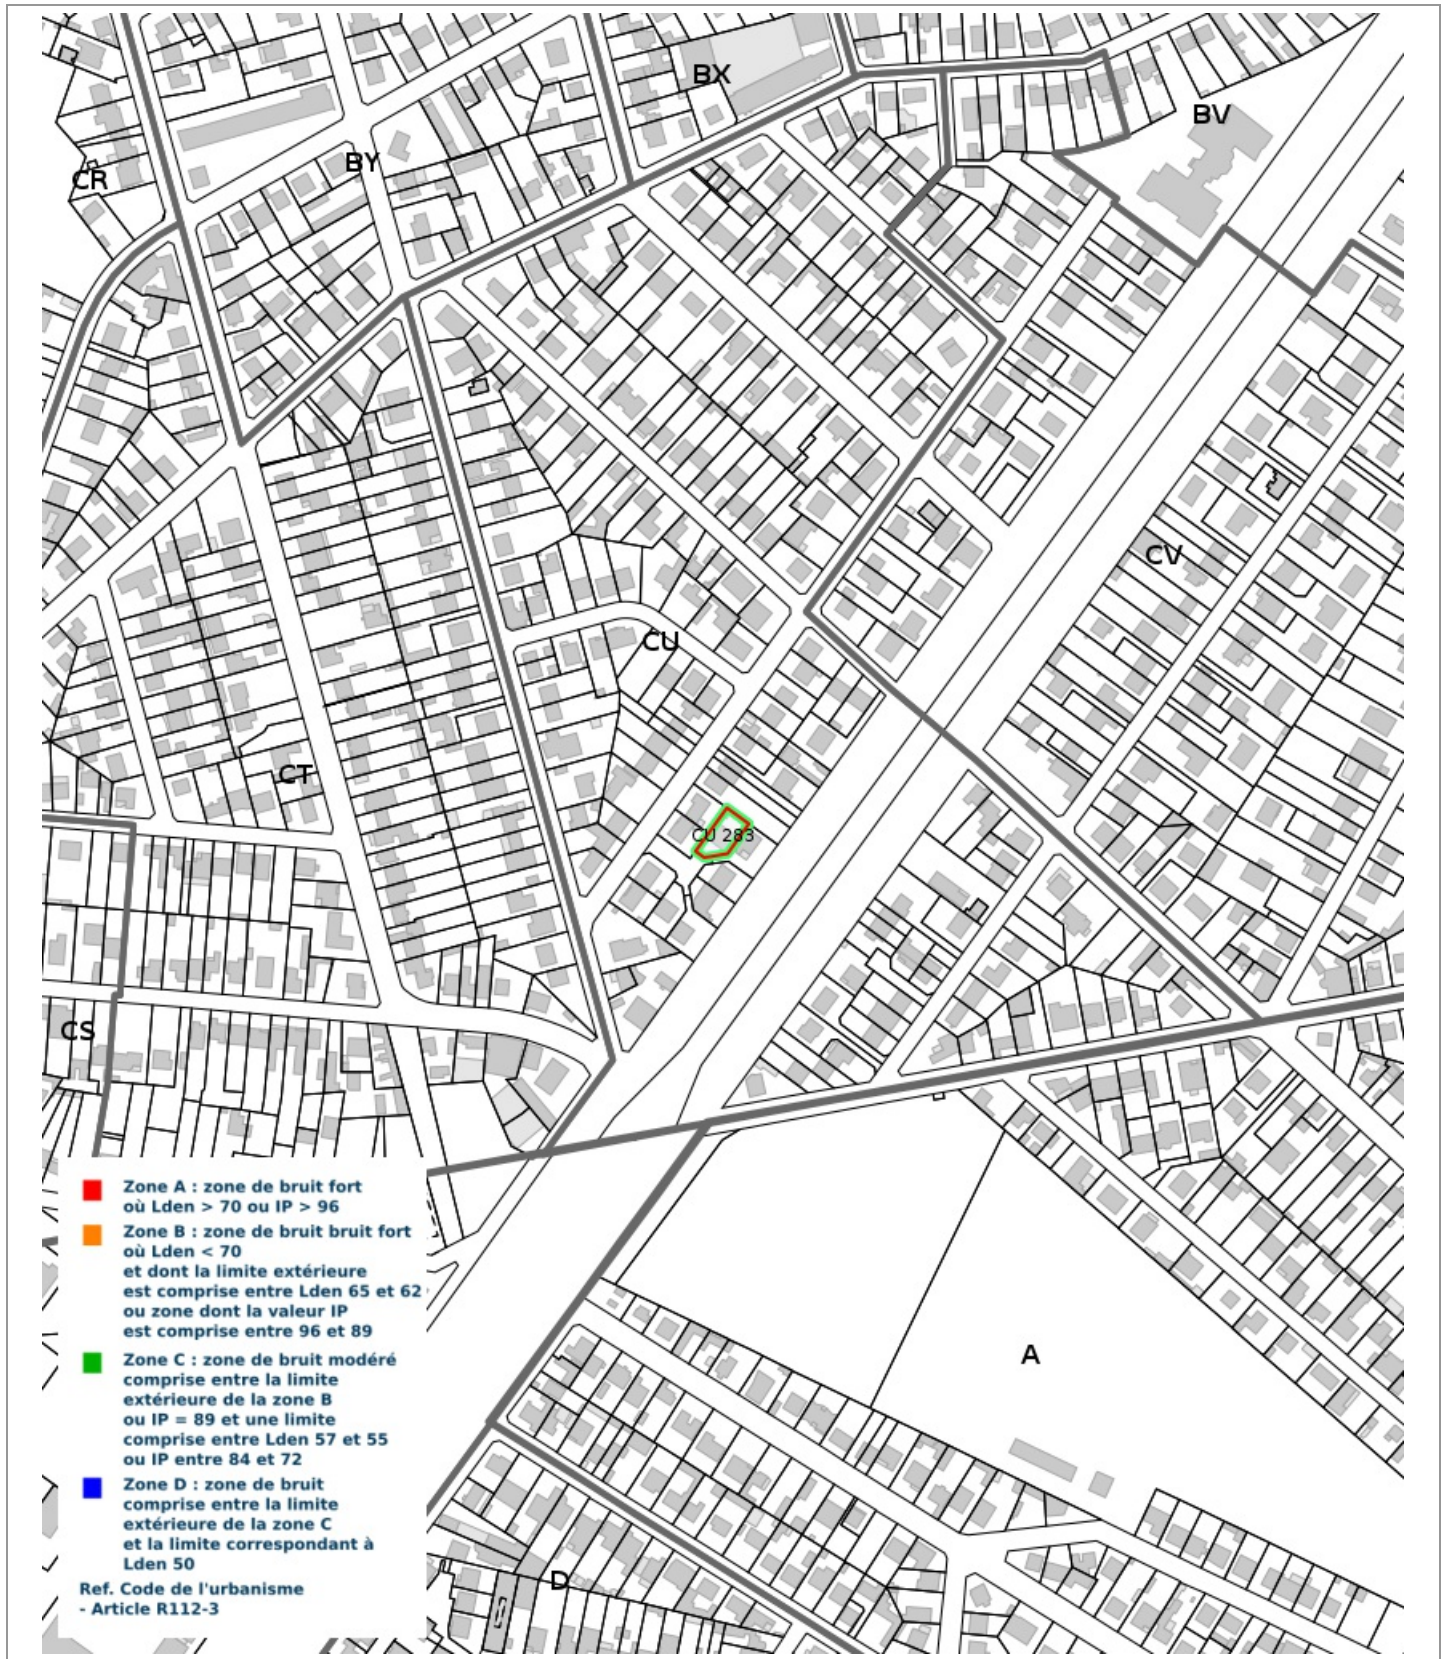 BX
BV
BY
CR
CV
CU
CT
CU 283
CS
A
D
Zone A : zone de bruit fort
où Lden > 70 ou IP > 96
Zone B : zone de bruit bruit fort
où Lden < 70
et dont la limite extérieure
est comprise entre Lden 65 et 62
ou zone dont la valeur IP
est comprise entre 96 et 89
Zone C : zone de bruit modéré
comprise entre la limite
extérieure de la zone B
ou IP = 89 et une limite
comprise entre Lden 57 et 55
ou IP entre 84 et 72
Zone D : zone de bruit
comprise entre la limite
extérieure de la zone C
et la limite correspondant à
Lden 50
Ref. Code de l'urbanisme
- Article R112-3